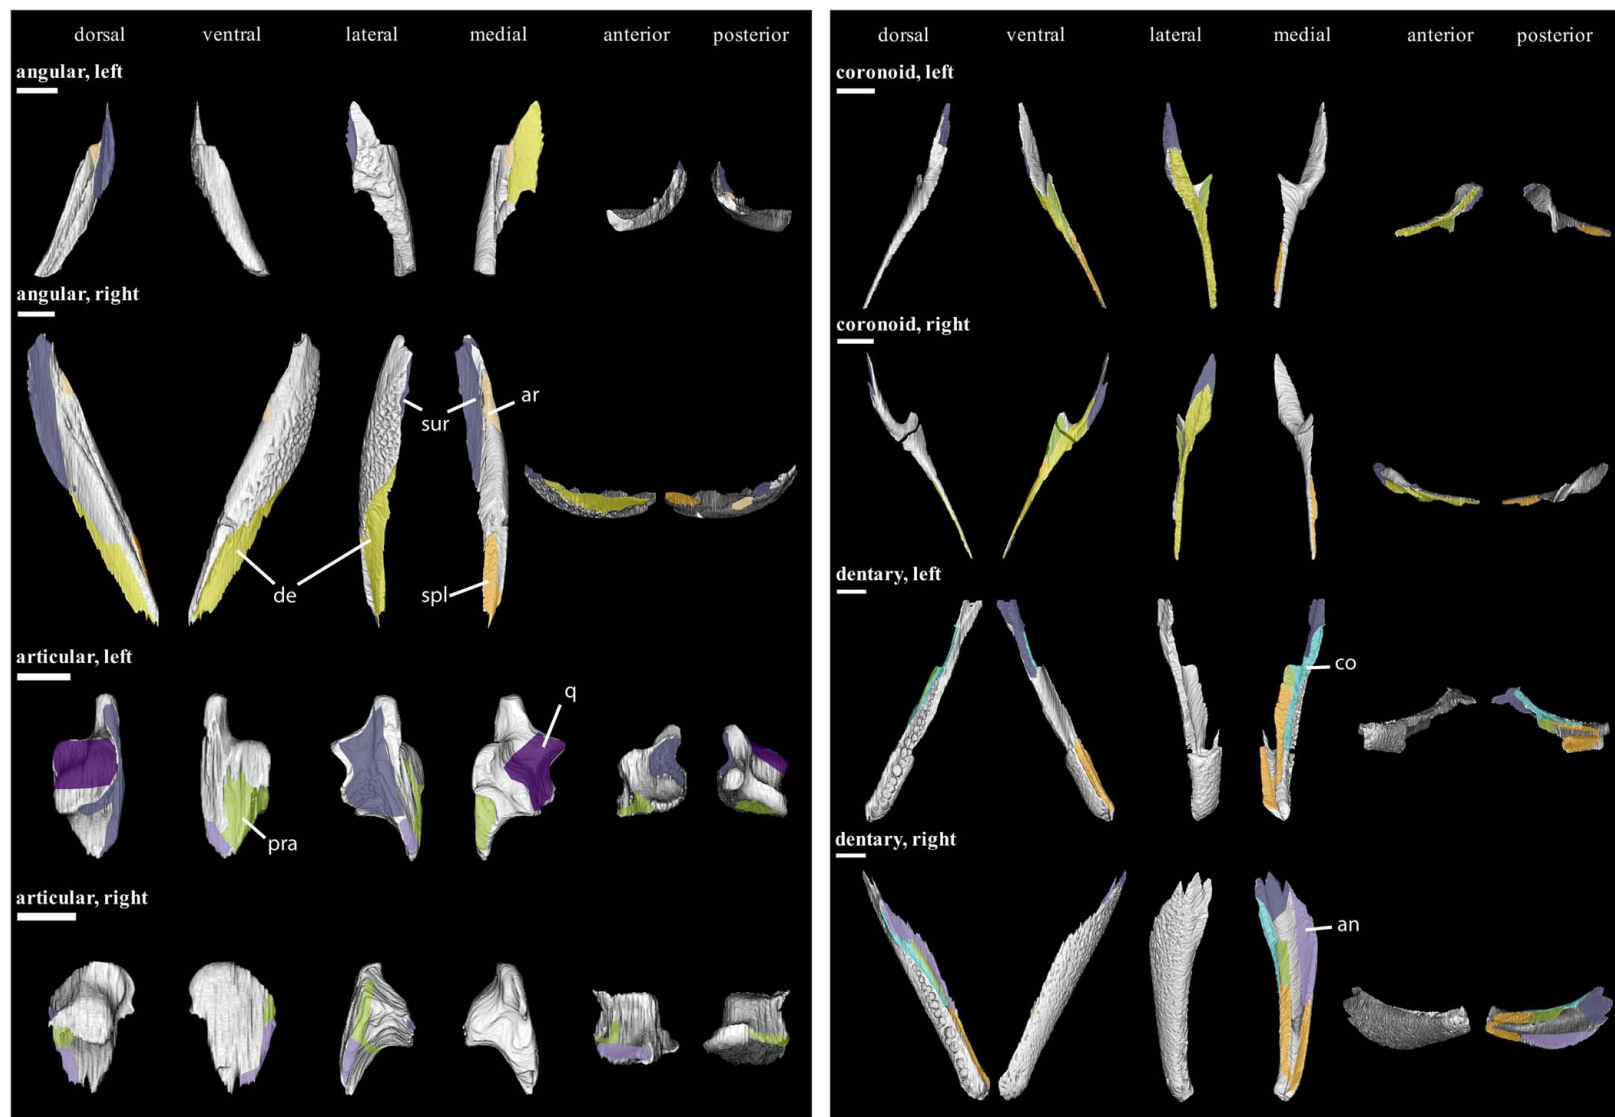 dorsal ventral lateral medial anterior posterior
angular, left
angular, right
ar
sur
de
spl
articular, left
q
pra
articular, right
dorsal ventral lateral medial anterior posterior
coronoid, left
coronoid, right
dentary, left
co
dentary, right
an